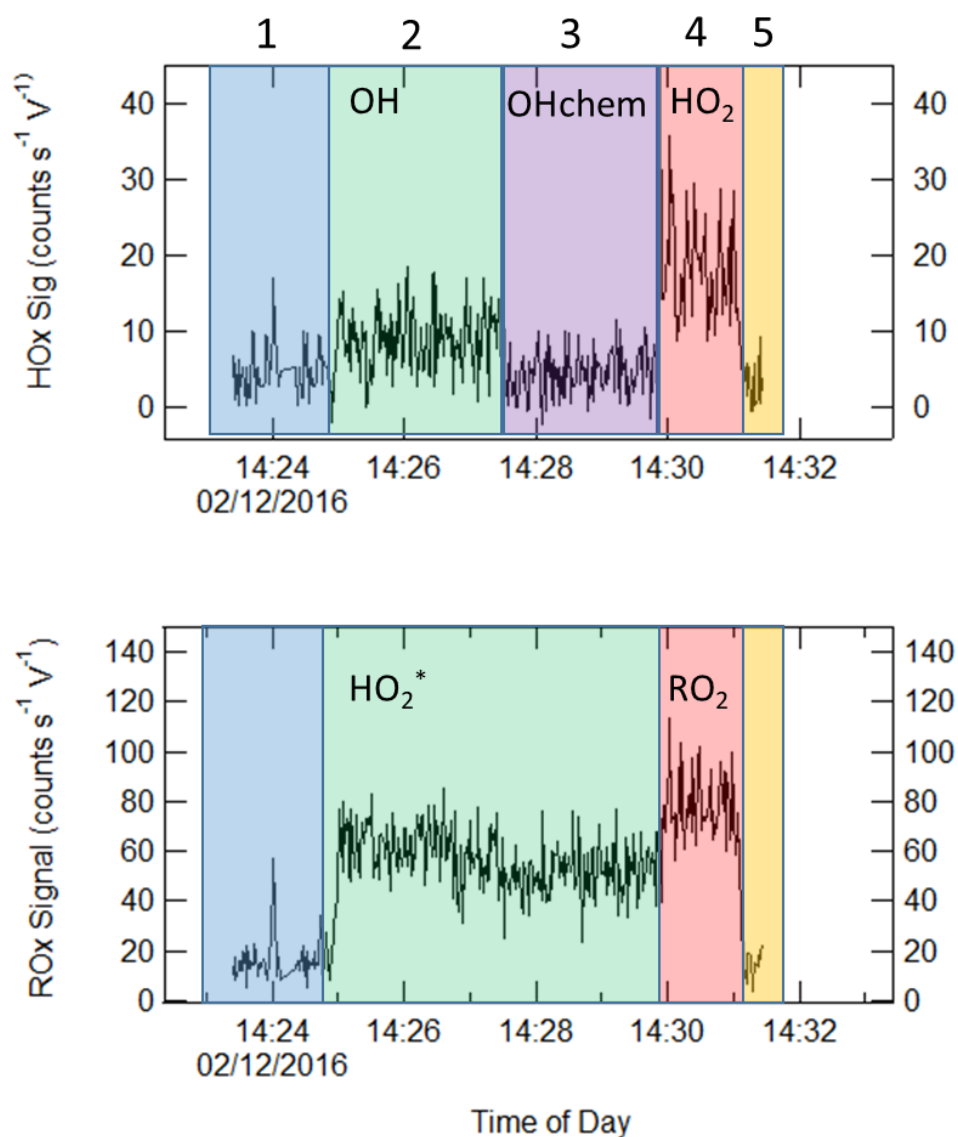 1 2 3 4 5
HOx Sig (counts s⁻¹ V⁻¹)
OH OHchem HO₂
40 40
30 30
20 20
10 10
0 0
14:24 14:26 14:28 14:30 14:32
02/12/2016
ROx Signal (counts s⁻¹ V⁻¹)
HO₂* RO₂
140 140
120 120
100 100
80 80
60 60
40 40
20 20
0 0
14:24 14:26 14:28 14:30 14:32
02/12/2016
Time of Day